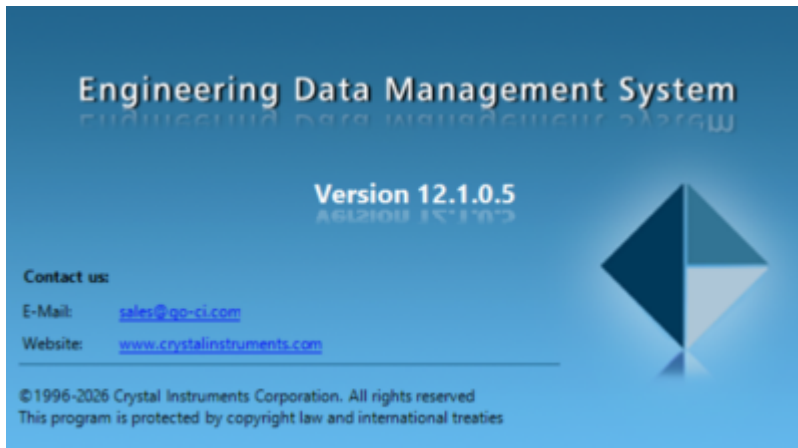 Engineering Data Management System
Version 12.1.0.5
Contact us:
E-Mail: sales@go-ci.com
Website: www.crystalinstruments.com
©1996-2026 Crystal Instruments Corporation. All rights reserved
This program is protected by copyright law and international treaties